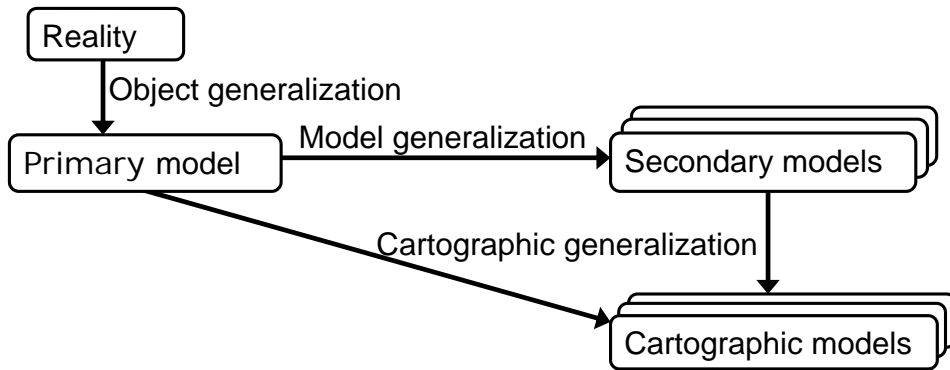 Reality
Object generalization
Model generalization
Primary model
Secondary models
Cartographic generalization
Cartographic models